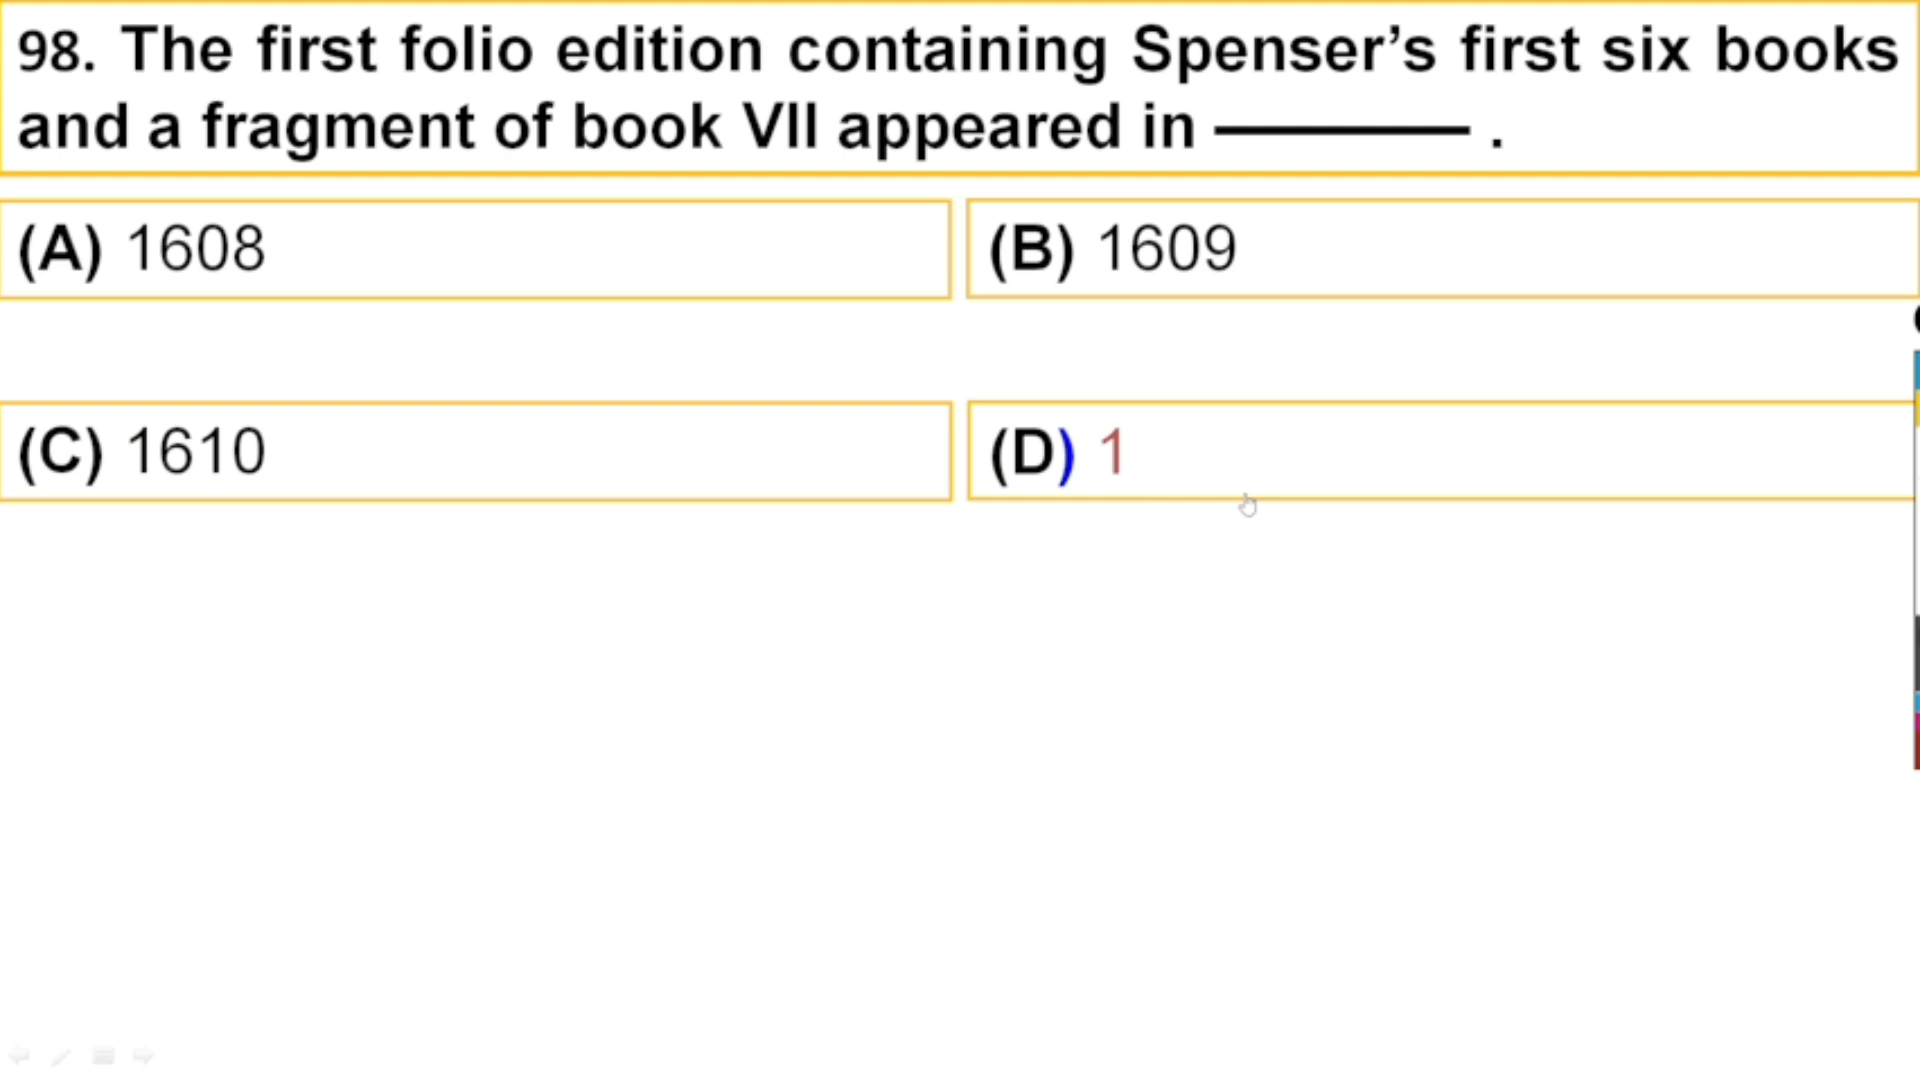 98. The first folio edition containing Spenser’s first six books
and a fragment of book VII appeared in ———— .
(A) 1608
(B) 1609
(C) 1610
(D) 1